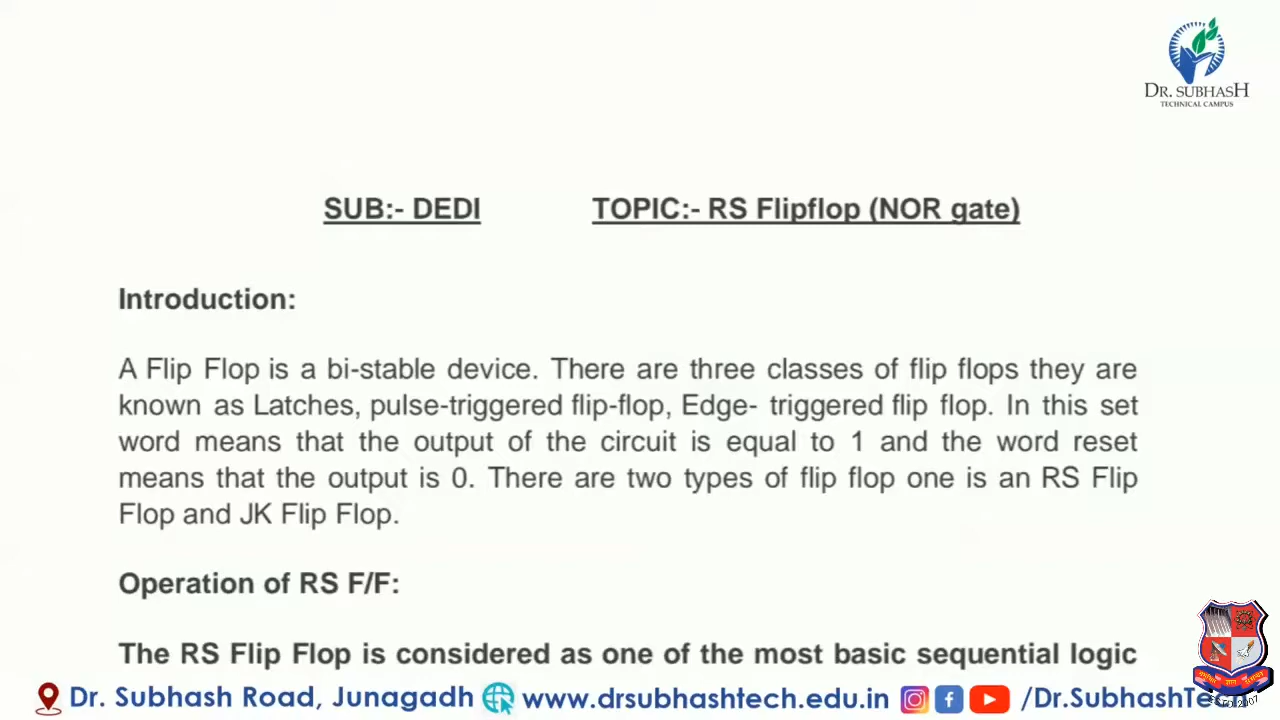 DR. SUBHASH
TECHNICAL CAMPUS
SUB:- DEDI TOPIC:- RS Flipflop (NOR gate)
Introduction:
A Flip Flop is a bi-stable device. There are three classes of flip flops they are
known as Latches, pulse-triggered flip-flop, Edge- triggered flip flop. In this set
word means that the output of the circuit is equal to 1 and the word reset
means that the output is 0. There are two types of flip flop one is an RS Flip
Flop and JK Flip Flop.
Operation of RS F/F:
The RS Flip Flop is considered as one of the most basic sequential logic
Dr. Subhash Road, Junagadh www.drsubhashtech.edu.in /Dr.SubhashTech